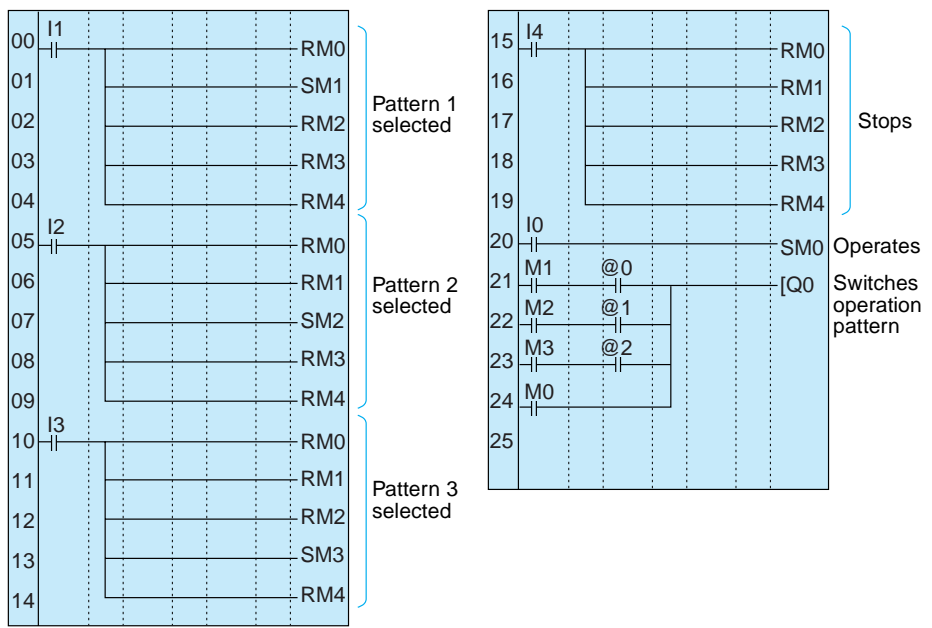 I1
00 RM0
01 SM1
02 RM2
03 RM3
04 RM4
Pattern 1
selected
I2
05 RM0
06 RM1
07 SM2
08 RM3
09 RM4
Pattern 2
selected
I3
10 RM0
11 RM1
12 RM2
13 SM3
14 RM4
Pattern 3
selected
I4
15 RM0
16 RM1
17 RM2
18 RM3
19 RM4
Stops
I0
20 SM0 Operates
M1 @0
21 [Q0 Switches
operation
pattern
M2 @1
22
M3 @2
23
M0
24
25